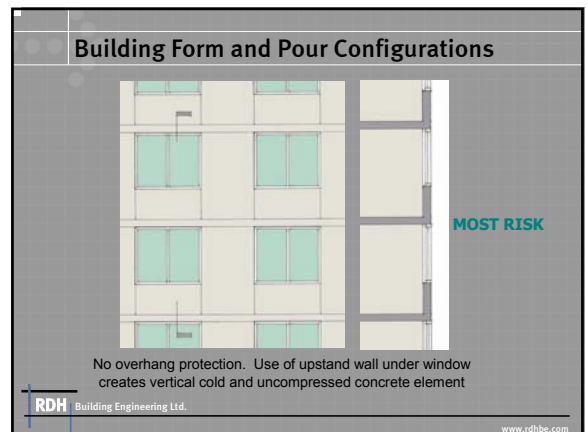 Building Form and Pour Configurations
MOST RISK
No overhang protection. Use of upstand wall under window
creates vertical cold and uncompressed concrete element
RDH Building Engineering Ltd.
www.rdhbe.com